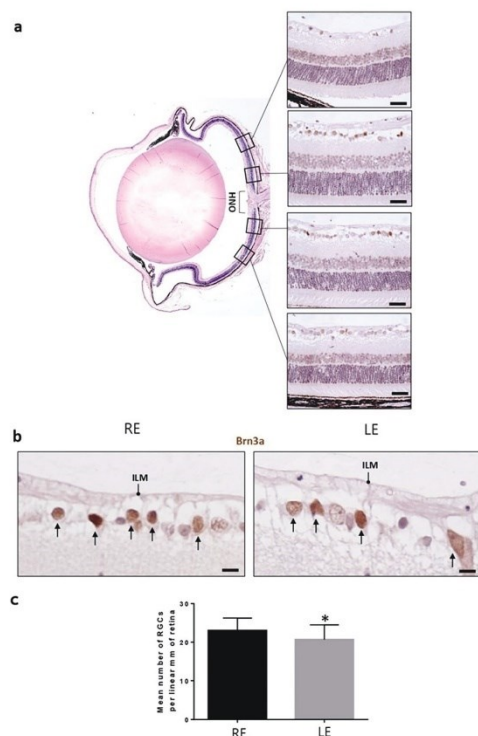 a
ONH
b
RE
LE
Brn3a
ILM
ILM
c
Mean number of RGCs
per linear mm of retina
30
20
10
0
*
RE
LE